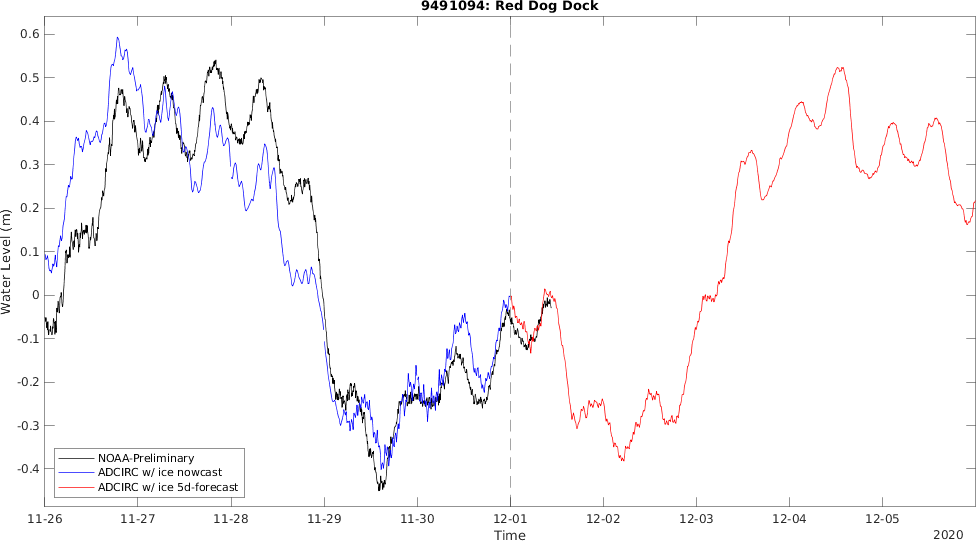 9491094: Red Dog Dock
0.6
0.5
0.4
0.3
0.2
0.1
0
-0.1
-0.2
-0.3
-0.4
Water Level (m)
NOAA-Preliminary
ADCIRC w/ ice nowcast
ADCIRC w/ ice 5d-forecast
11-26 11-27 11-28 11-29 11-30 12-01 12-02 12-03 12-04 12-05
Time
2020